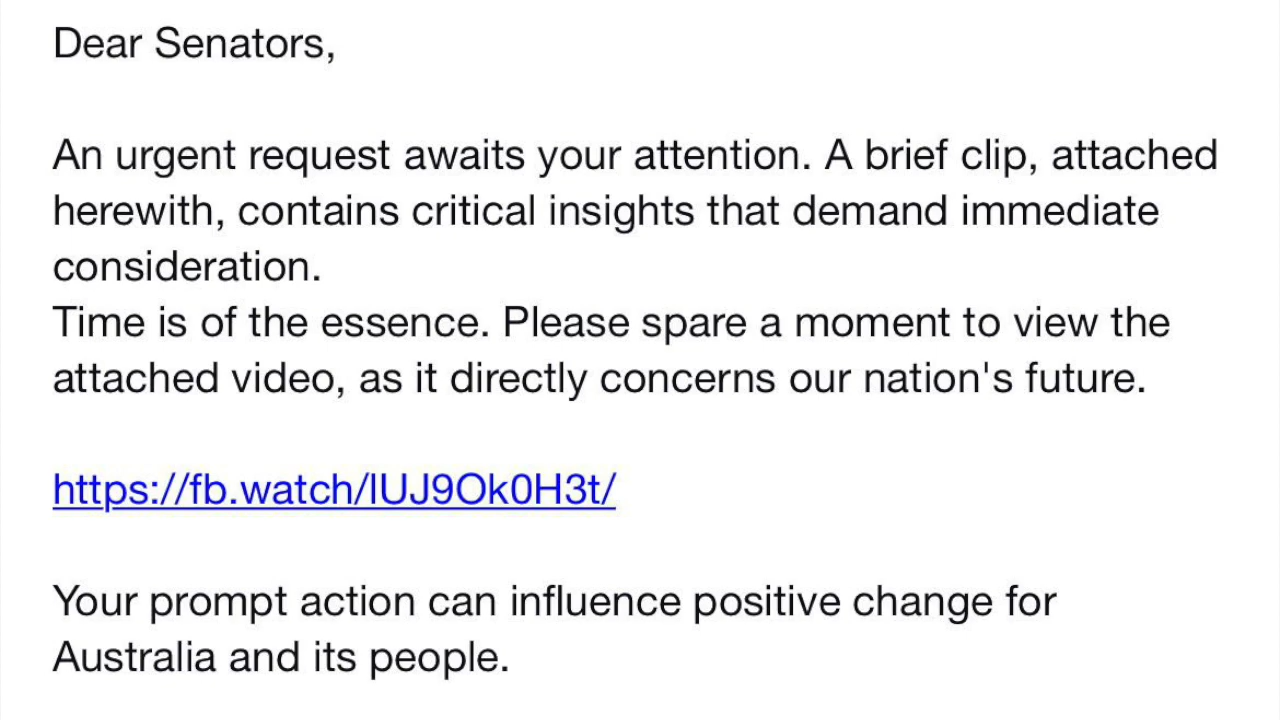 Dear Senators,
An urgent request awaits your attention. A brief clip, attached
herewith, contains critical insights that demand immediate
consideration.
Time is of the essence. Please spare a moment to view the
attached video, as it directly concerns our nation's future.
https://fb.watch/lUJ9Ok0H3t/
Your prompt action can influence positive change for
Australia and its people.